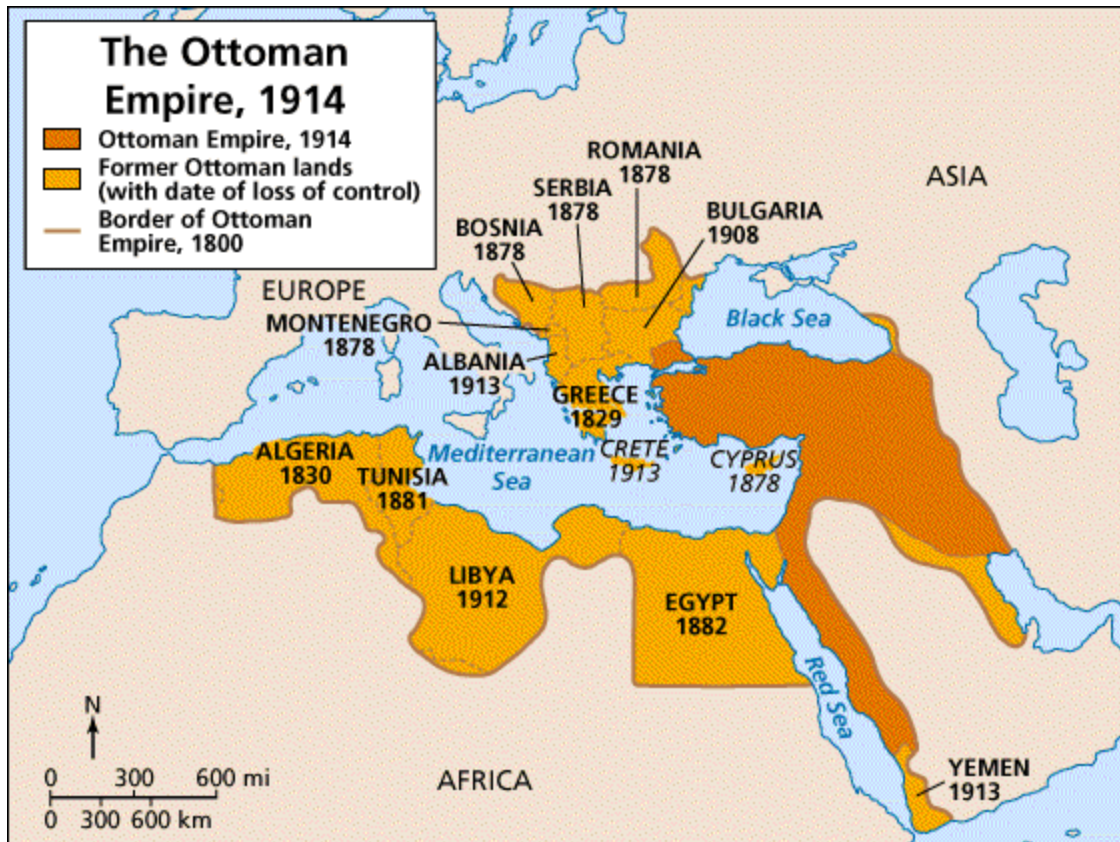 The Ottoman
Empire, 1914
Ottoman Empire, 1914
Former Ottoman lands
(with date of loss of control)
Border of Ottoman
Empire, 1800
ROMANIA
1878
ASIA
SERBIA
1878
BULGARIA
1908
BOSNIA
1878
EUROPE
MONTENEGRO
1878
Black Sea
ALBANIA
1913
GREECE
1829
CRETE
1913
CYPRUS
1878
Mediterranean
Sea
ALGERIA
1830
TUNISIA
1881
LIBYA
1912
EGYPT
1882
Red Sea
N
0 300 600 mi
0 300 600 km
AFRICA
YEMEN
1913